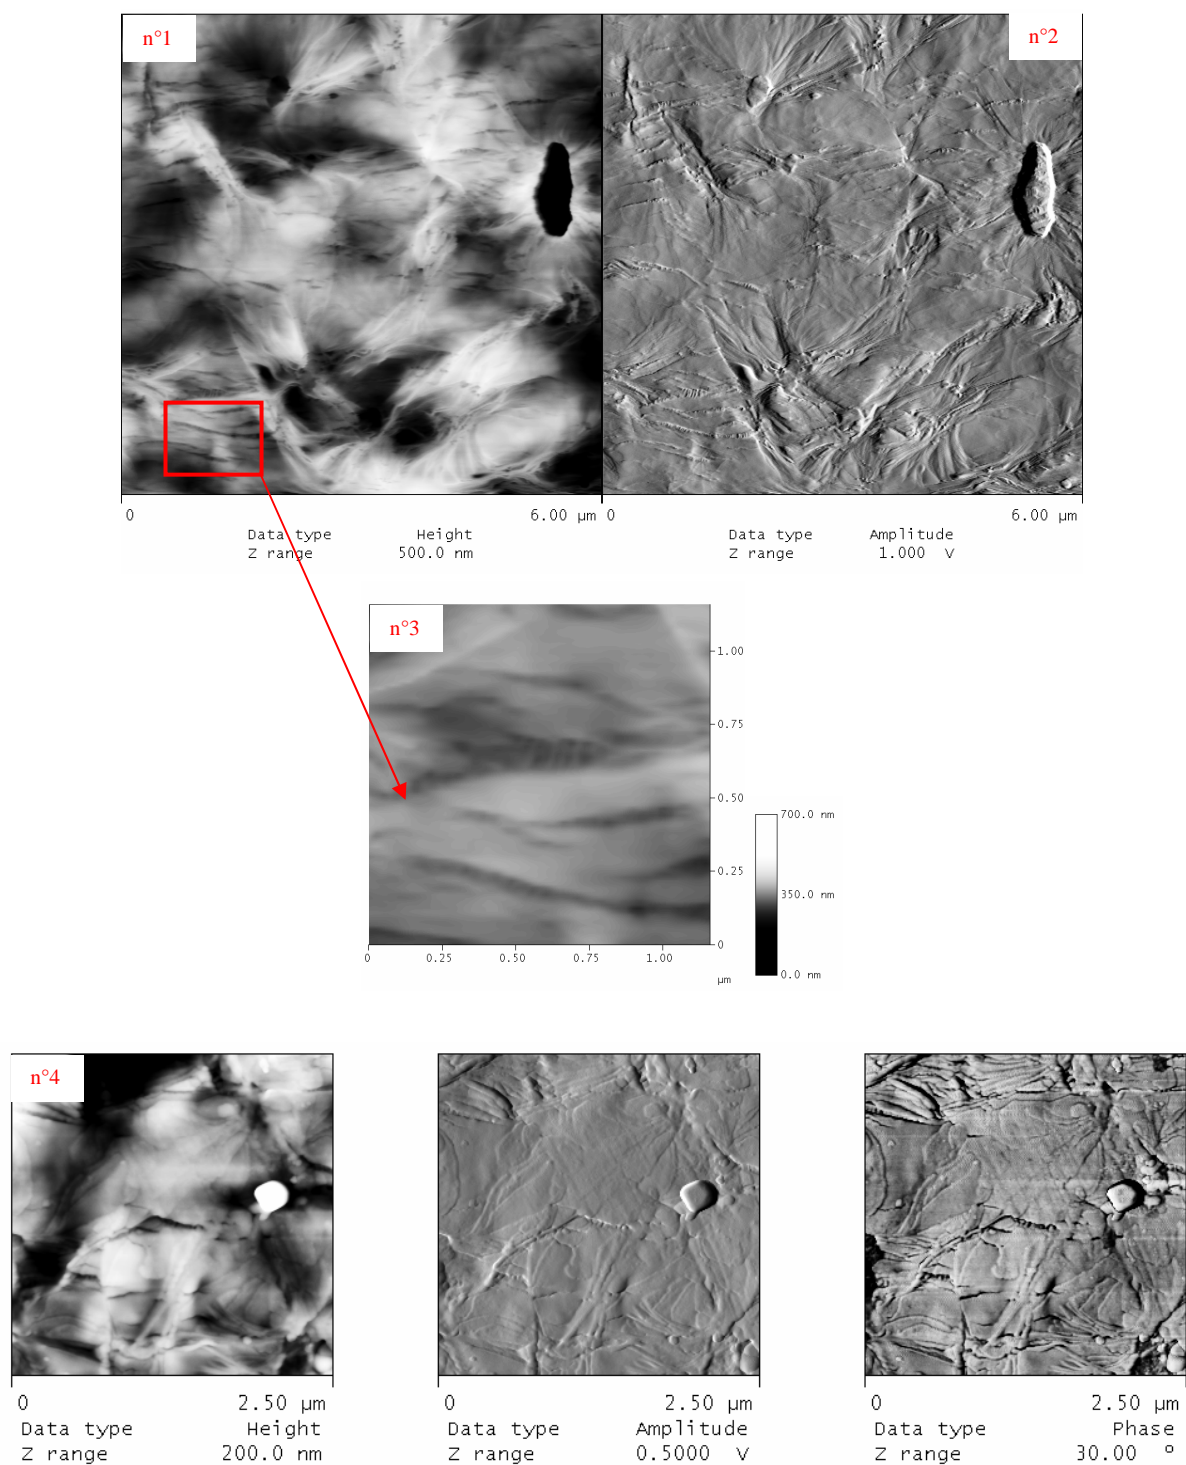 n°1
n°2
0 6.00 µm 0 6.00 µm
Data type Height Data type Amplitude
Z range 500.0 nm Z range 1.000 V
n°3
1.00
0.75
0.50
0.25
0
0 0.25 0.50 0.75 1.00
µm
700.0 nm
350.0 nm
0.0 nm
n°4
0 2.50 µm 0 2.50 µm 0 2.50 µm
Data type Height Data type Amplitude Data type Phase
Z range 200.0 nm Z range 0.5000 V Z range 30.00 º